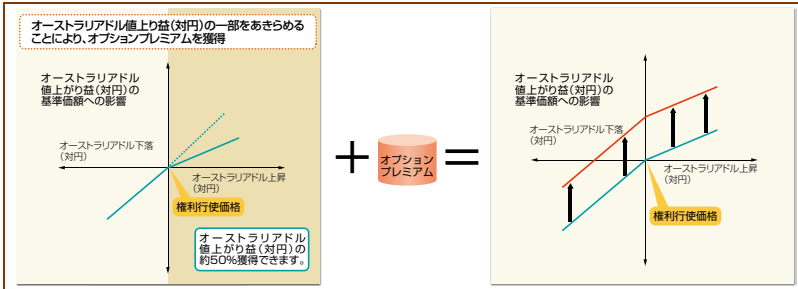 オーストラリアドル値上り益(対円)の一部をあきらめる
ことにより、オプションプレミアムを獲得
オーストラリアドル
値上がり益(対円)の
基準価額への影響
オーストラリアドル下落
(対円)
オーストラリアドル上昇
(対円)
権利行使価格
オーストラリアドル
値上がり益(対円)の
約50%獲得できます。
+
オプション
プレミアム
=
オーストラリアドル
値上がり益(対円)の
基準価額への影響
オーストラリアドル下落
(対円)
オーストラリアドル上昇
(対円)
権利行使価格